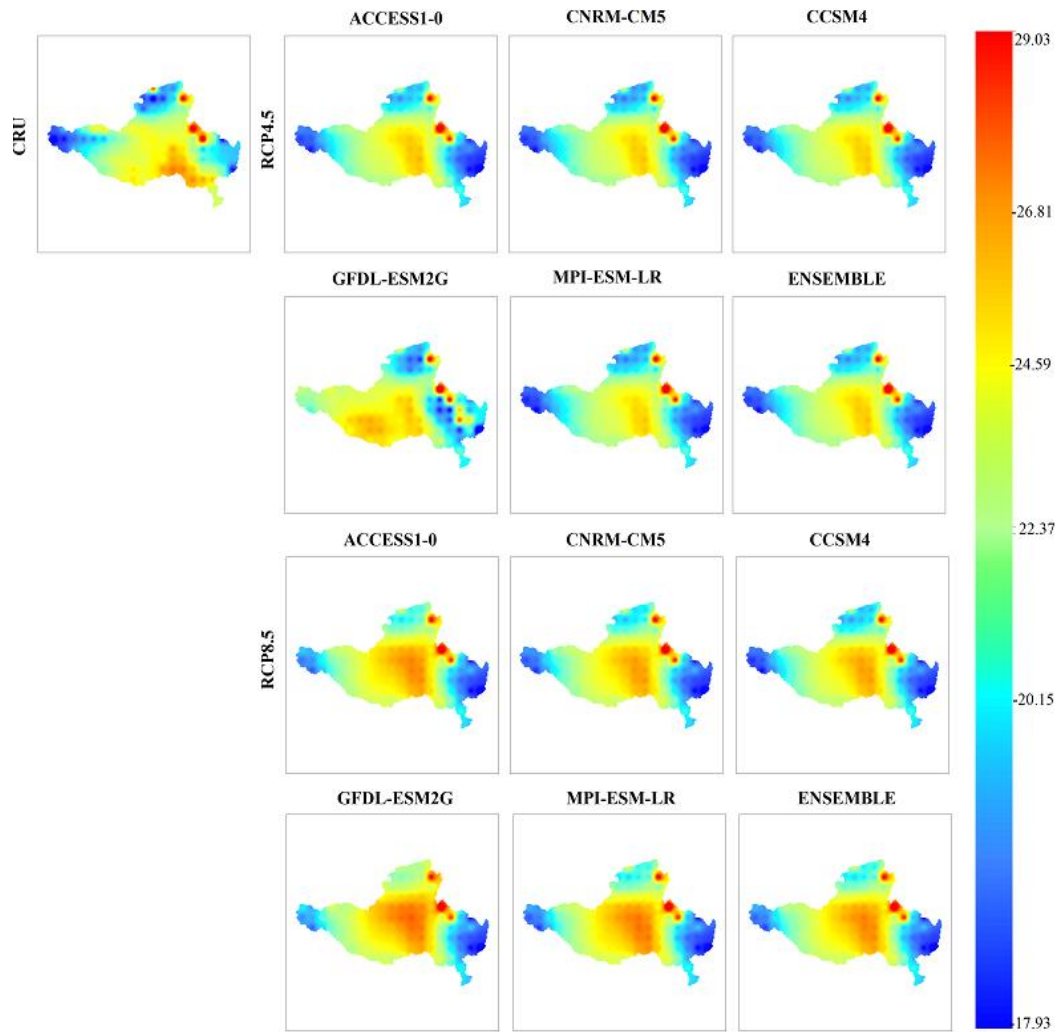 ACCESS1-0
CNRM-CM5
CCSM4
29.03
CRU
RCP4.5
26.81
GFDL-ESM2G
MPI-ESM-LR
ENSEMBLE
24.59
22.37
ACCESS1-0
CNRM-CM5
CCSM4
RCP8.5
20.15
GFDL-ESM2G
MPI-ESM-LR
ENSEMBLE
17.93